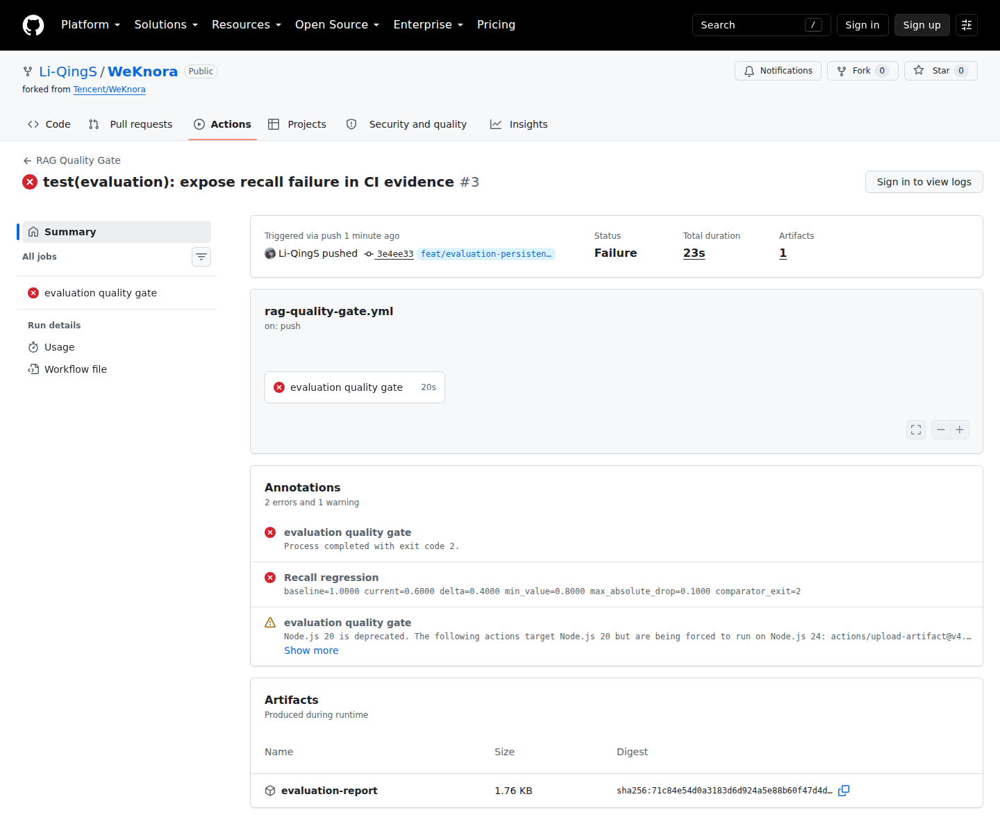 Platform Solutions Resources Open Source Enterprise Pricing Search / Sign in Sign up
Li-QingS / WeKnora Public Notifications Fork 0 Star 0
forked from Tencent/WeKnora
Code Pull requests Actions Projects Security and quality Insights
RAG Quality Gate
test(evaluation): expose recall failure in CI evidence #3
Sign in to view logs
Summary
All jobs
evaluation quality gate
Run details
Usage
Workflow file
Triggered via push 1 minute ago
Li-QingS pushed 3e4ee33 feat/evaluation-persisten…
Status
Failure
Total duration
23s
Artifacts
1
rag-quality-gate.yml
on: push
evaluation quality gate 20s
Annotations
2 errors and 1 warning
evaluation quality gate
Process completed with exit code 2.
Recall regression
baseline=1.0000 current=0.6000 delta=0.4000 min_value=0.8000 max_absolute_drop=0.1000 comparator_exit=2
evaluation quality gate
Node.js 20 is deprecated. The following actions target Node.js 20 but are being forced to run on Node.js 24: actions/upload-artifact@v4.…
Show more
Artifacts
Produced during runtime
Name Size Digest
evaluation-report 1.76 KB sha256:71c84e54d0a3183d6d924a5e88b60f47d4d…